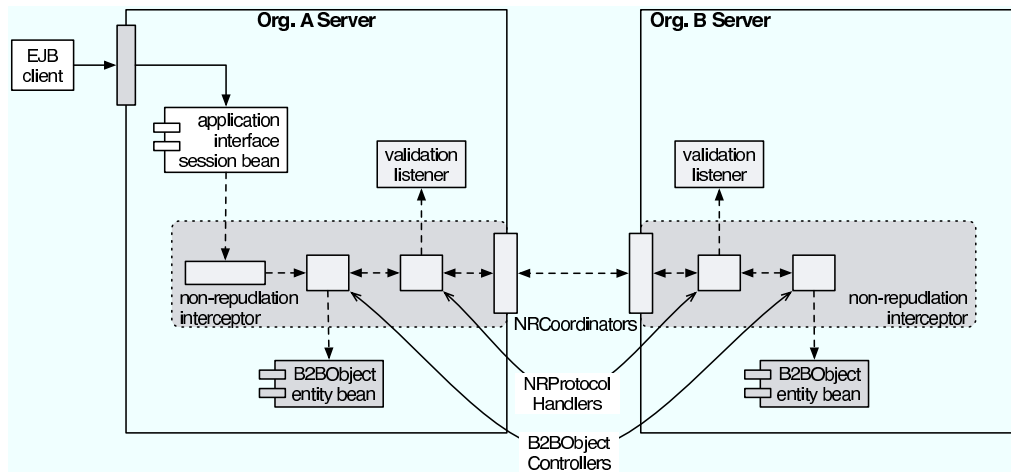 Org. A Server
Org. B Server
EJB
client
application
interface
session bean
validation
listener
validation
listener
non-repudiation
interceptor
NRCoordinators
non-repudiation
interceptor
B2BObject
entity bean
NRProtocol
Handlers
B2BObject
entity bean
B2BObject
Controllers